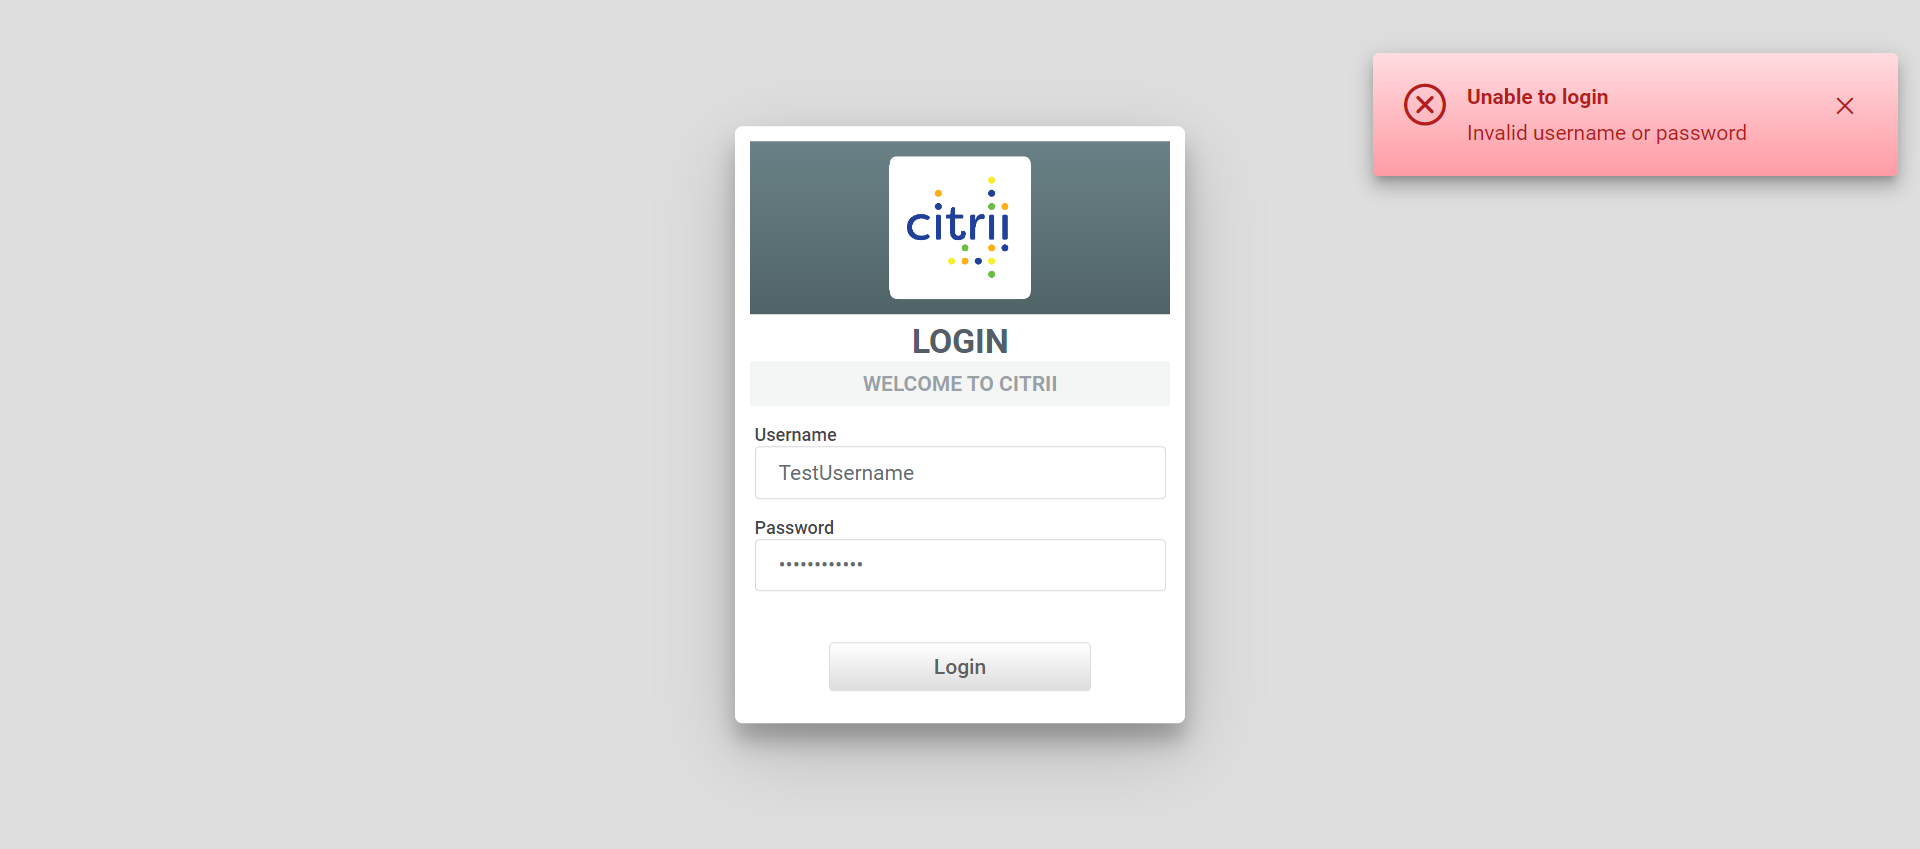 citrii
LOGIN
WELCOME TO CITRII
Username
TestUsername
Password
••••••••••••
Login
Unable to login
Invalid username or password